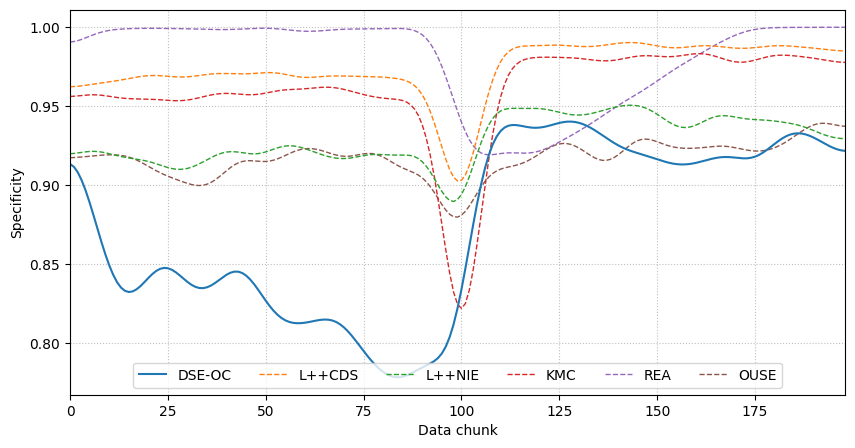 1.00
0.95
0.90
0.85
0.80
Specificity
DSE-OC L++CDS L++NIE KMC REA OUSE
0 25 50 75 100 125 150 175
Data chunk